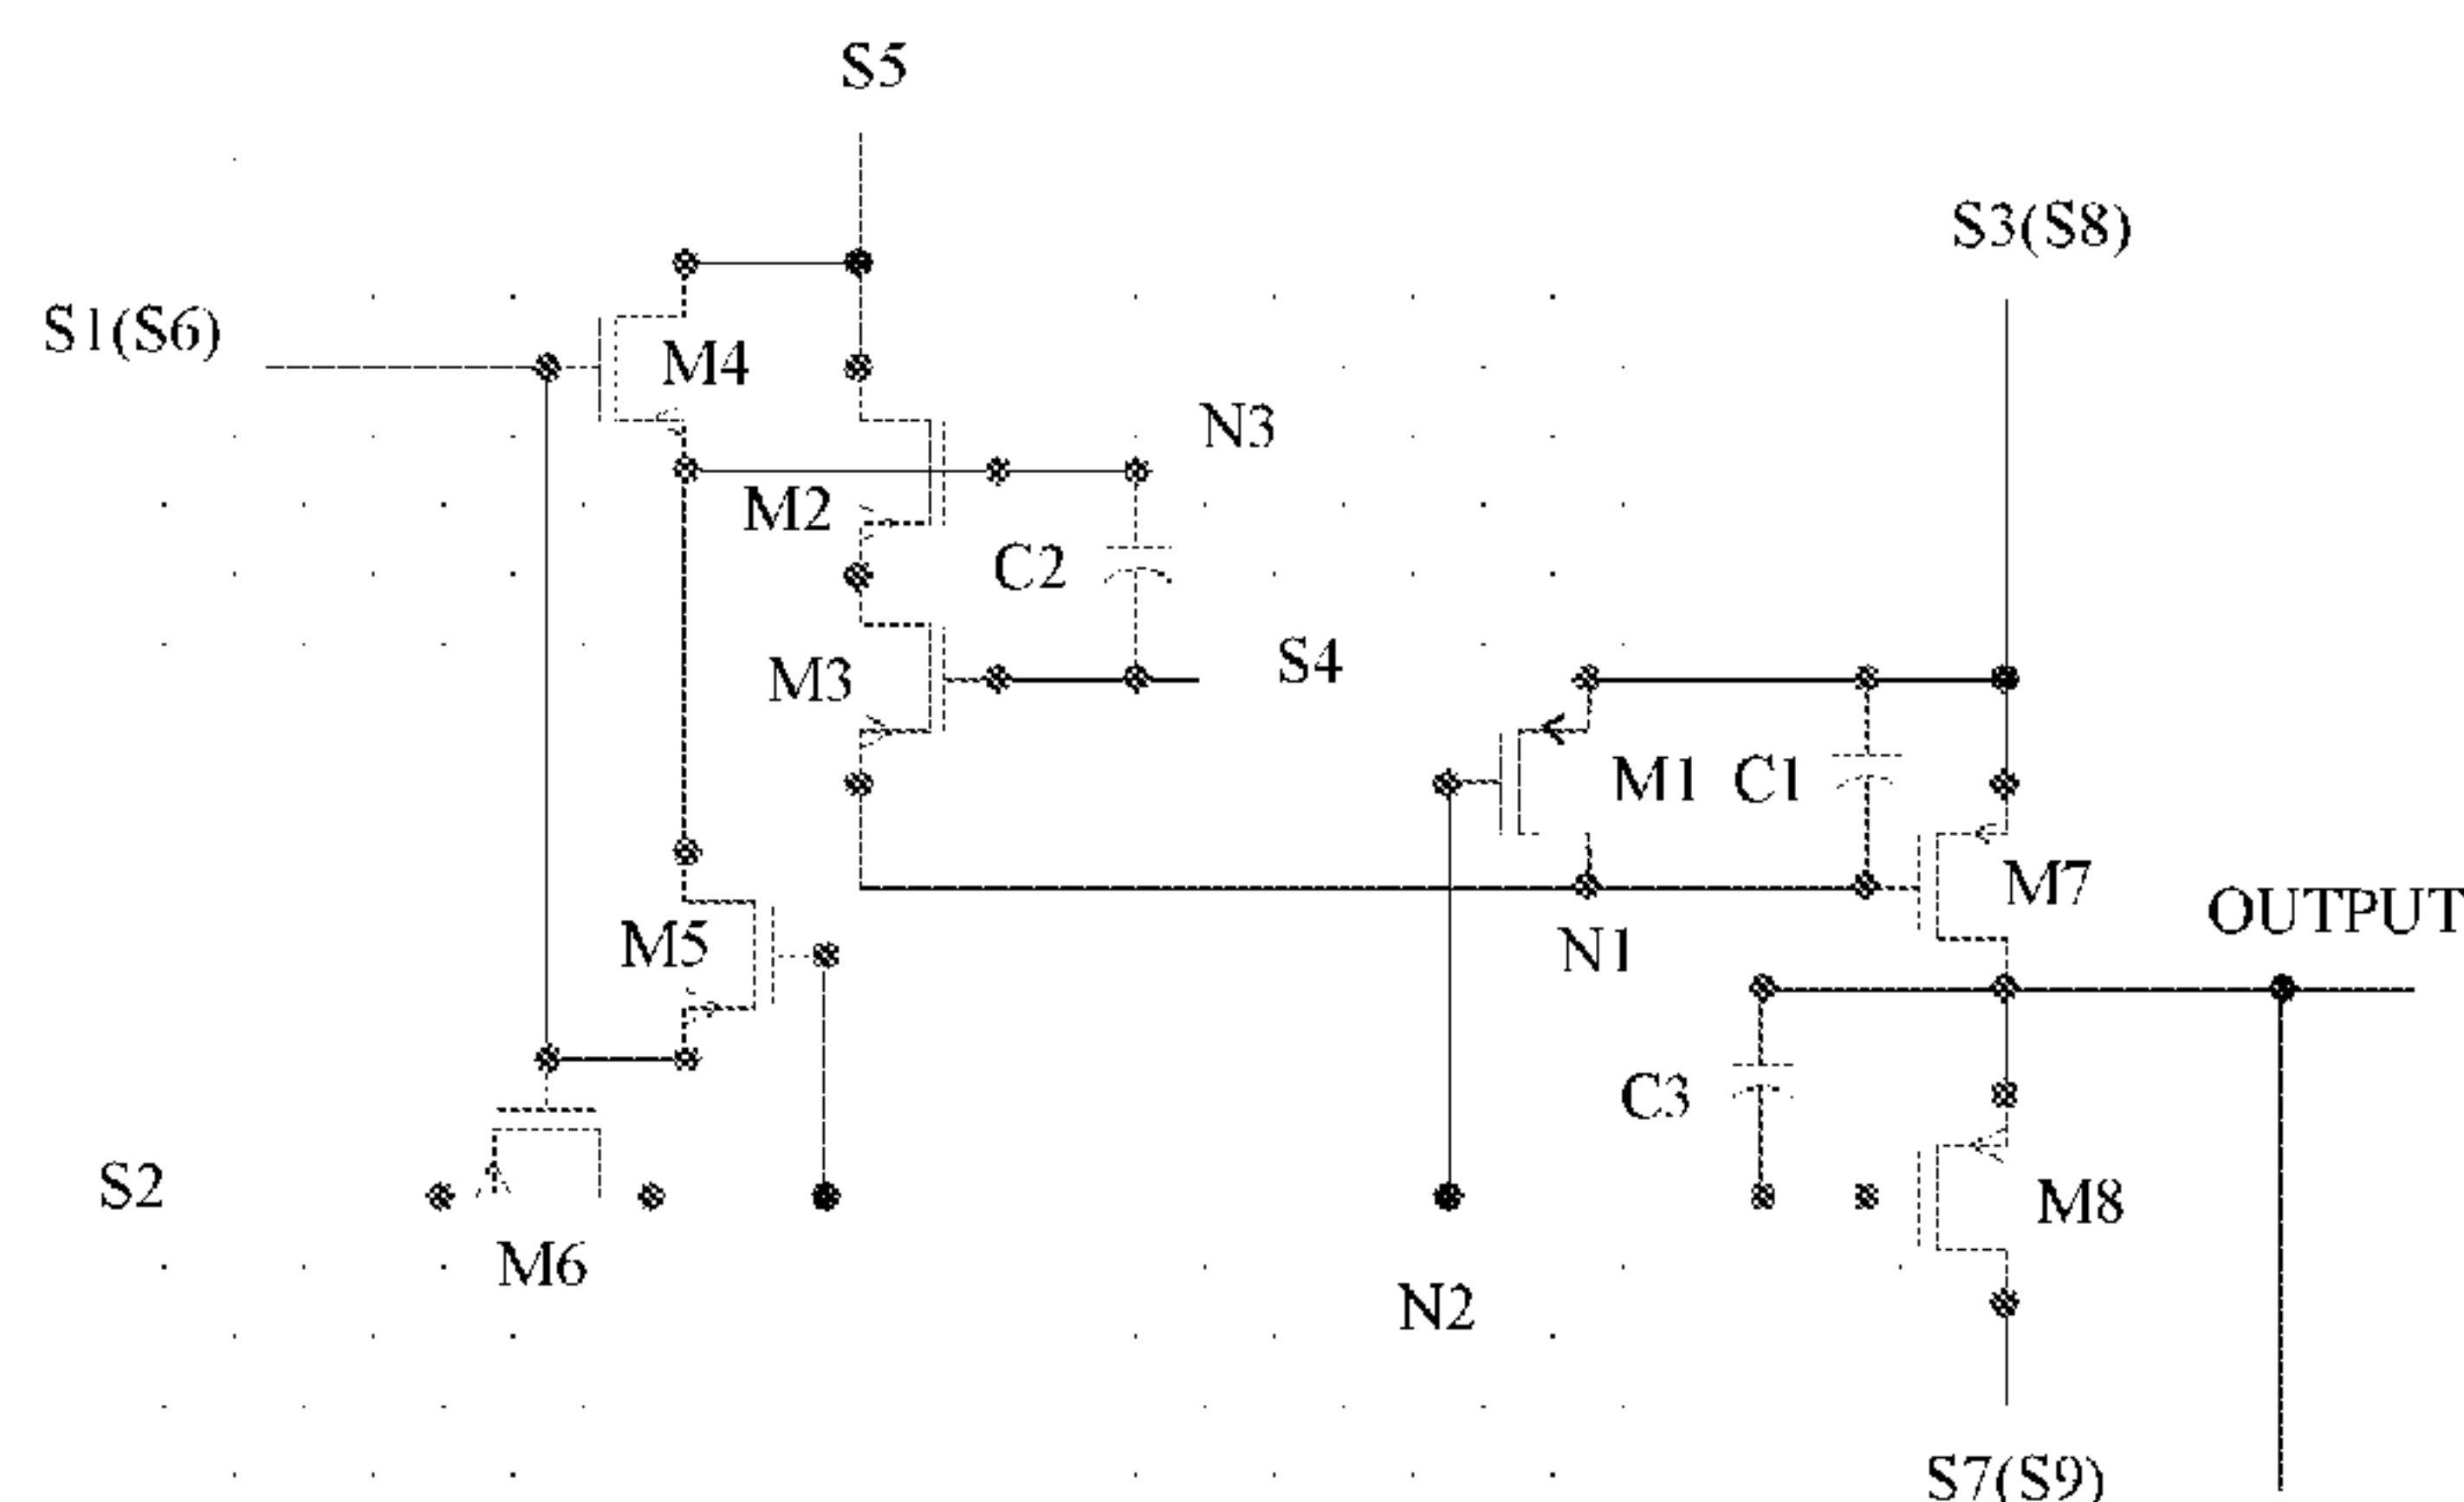 S5
S3(S8)
S1(S6)
M4
N3
M2
C2
M3
S4
M1
C1
M7
OUTPUT
M5
N1
C3
S2
M8
M6
N2
S7(S9)